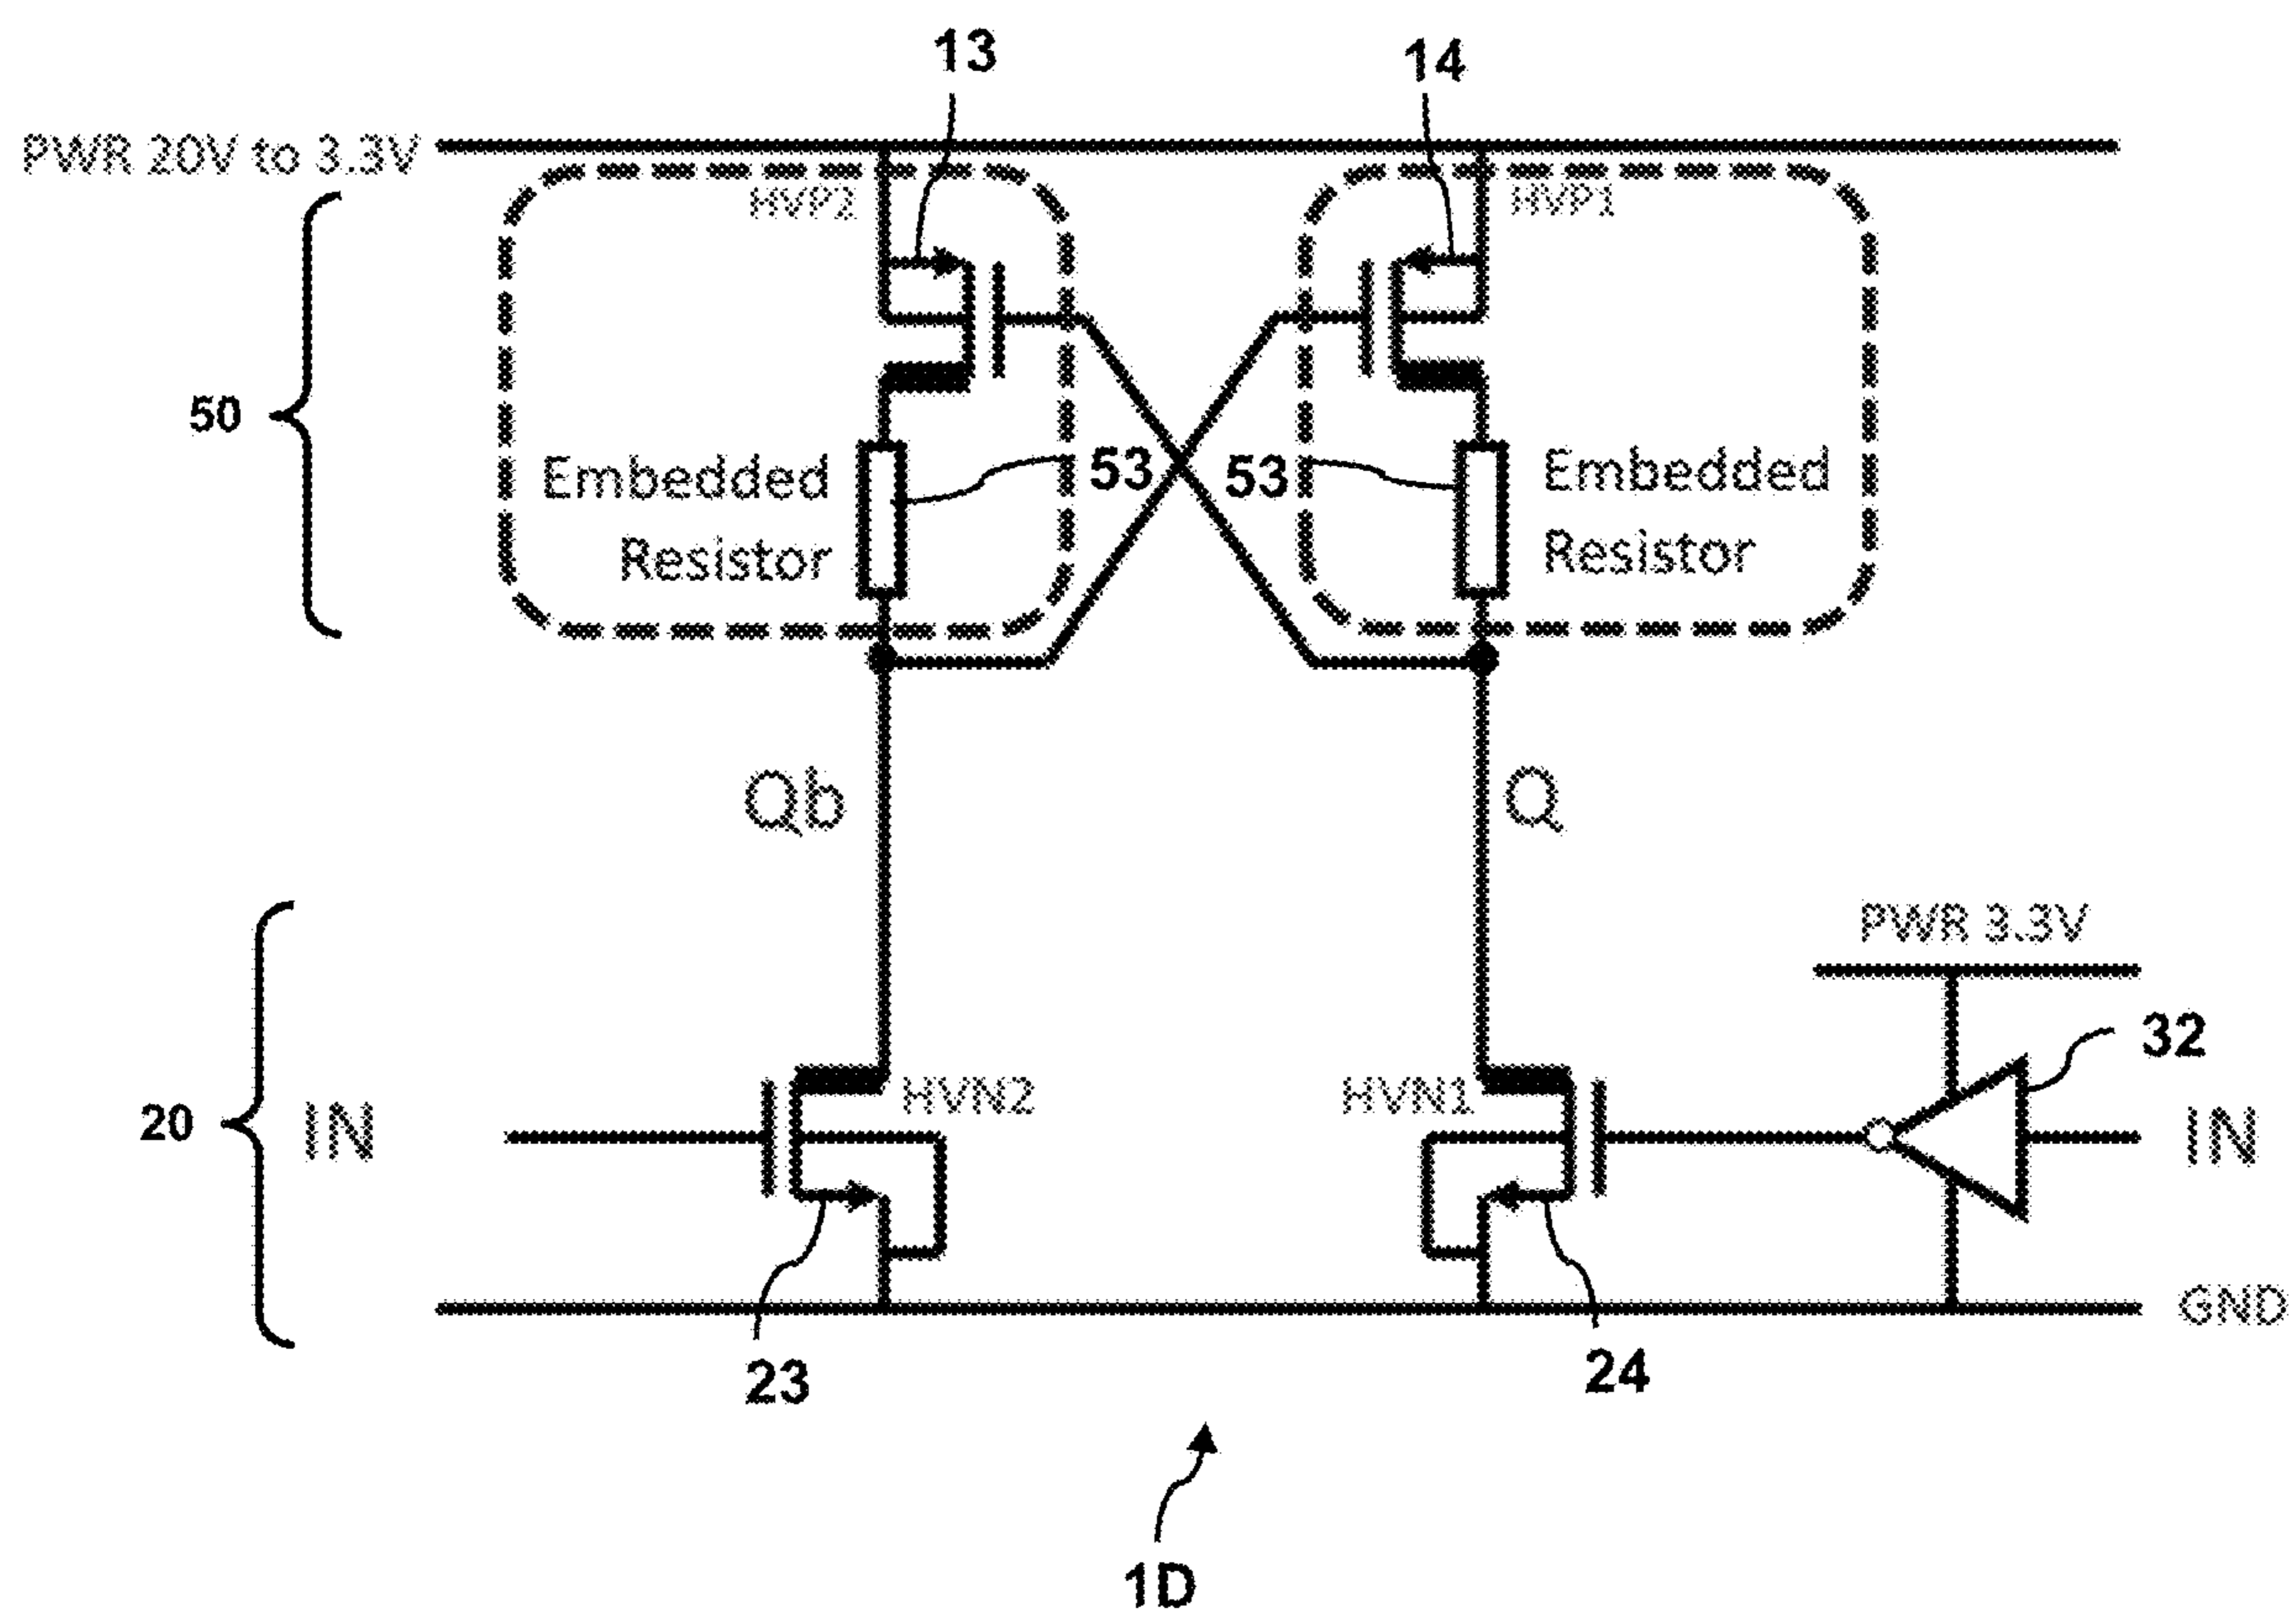 13
14
PWR 20V to 3.3V
HVP2
HVP1
50
Embedded
Resistor
53
53
Embedded
Resistor
Qb
Q
PWR 3.3V
32
20
IN
HVN2
HVN1
IN
GND
23
24
1D